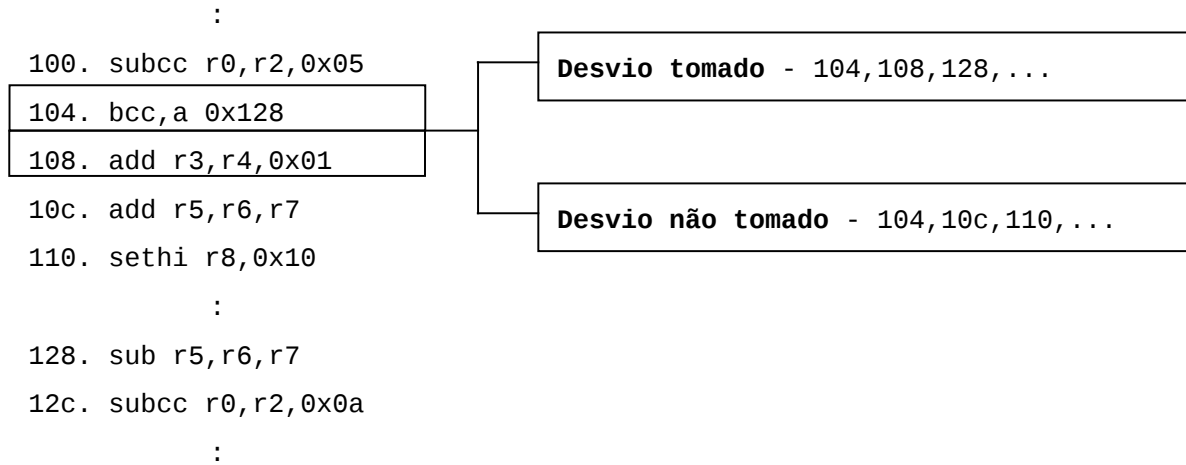 :
100. subcc r0,r2,0x05
104. bcc,a 0x128
108. add r3,r4,0x01
10c. add r5,r6,r7
110. sethi r8,0x10
:
128. sub r5,r6,r7
12c. subcc r0,r2,0x0a
:
Desvio tomado - 104,108,128,...
Desvio não tomado - 104,10c,110,...